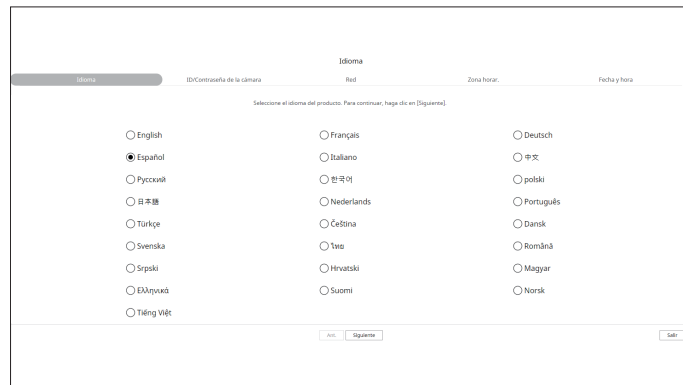 Idioma
Idioma ID/Contraseña de la cámara Red Zona horar. Fecha y hora
Seleccione el idioma del producto. Para continuar, haga clic en [Siguiente].
English Français Deutsch
Español Italiano 中文
Русский 한국어 polski
日本語 Nederlands Português
Türkçe Čeština Dansk
Svenska ไทย Română
Srpski Hrvatski Magyar
Ελληνικά Suomi Norsk
Tiếng Việt
Ant. Siguiente Salir